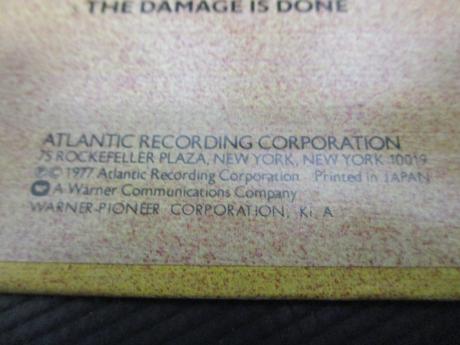 THE DAMAGE IS DONE
ATLANTIC RECORDING CORPORATION
75 ROCKEFELLER PLAZA, NEW YORK, NEW YORK 10019
℗© 1977 Atlantic Recording Corporation Printed in JAPAN
A Warner Communications Company
WARNER-PIONEER CORPORATION, Ki. A